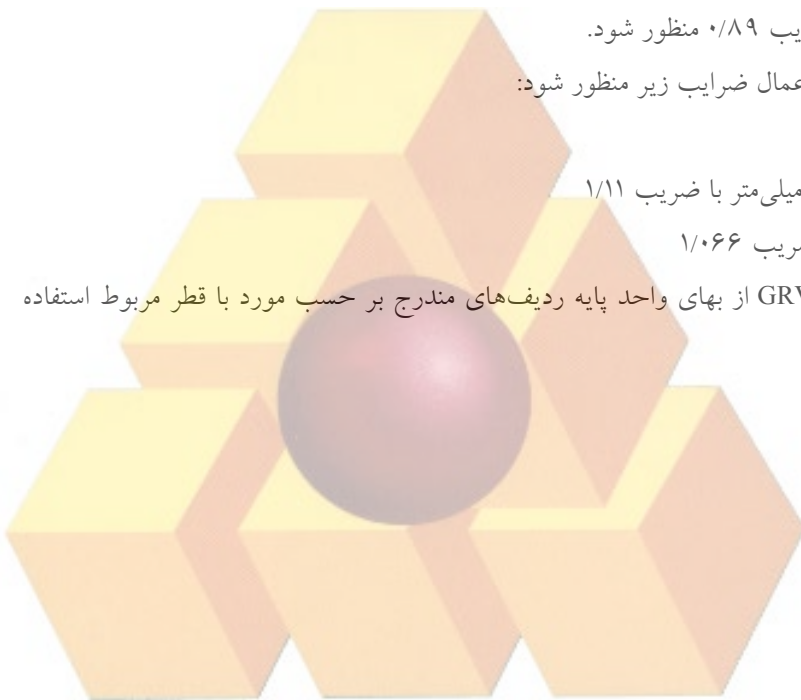 یب ۰/۸۹ منظور شود.
عمال ضرایب زیر منظور شود:
میلی‌متر با ضریب ۱/۱۱
ریب ۱/۰۶۶
GRV از بهای واحد پایه ردیف‌های مندرج بر حسب مورد با قطر مربوط استفاده